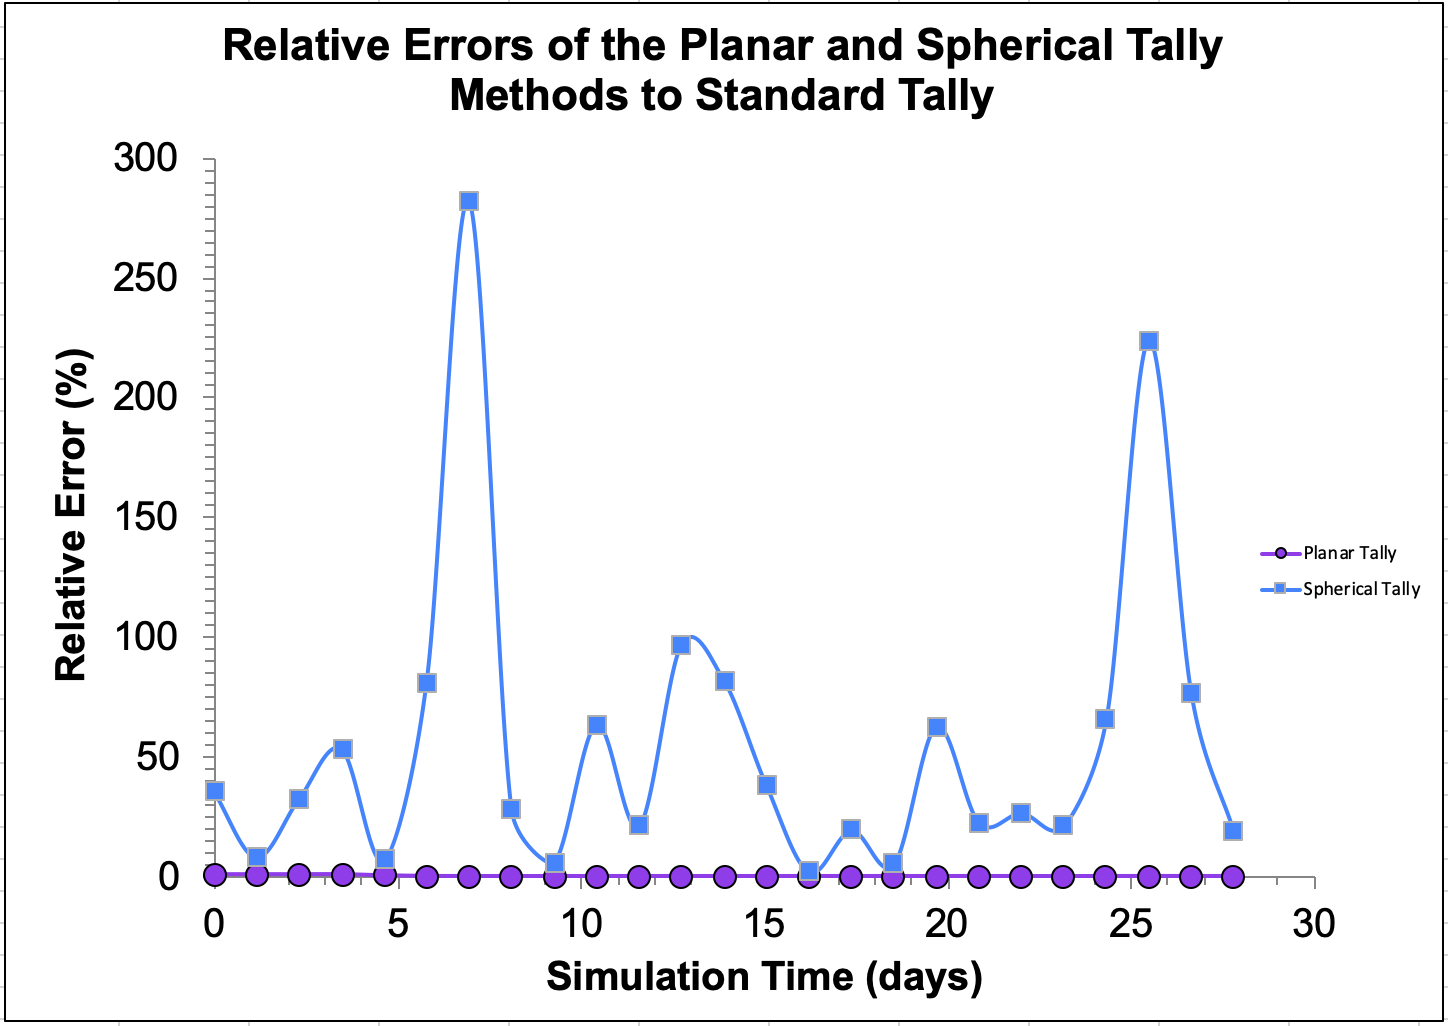 Relative Errors of the Planar and Spherical Tally
Methods to Standard Tally
300
250
200
150
100
50
0
Relative Error (%)
Planar Tally
Spherical Tally
0 5 10 15 20 25 30
Simulation Time (days)